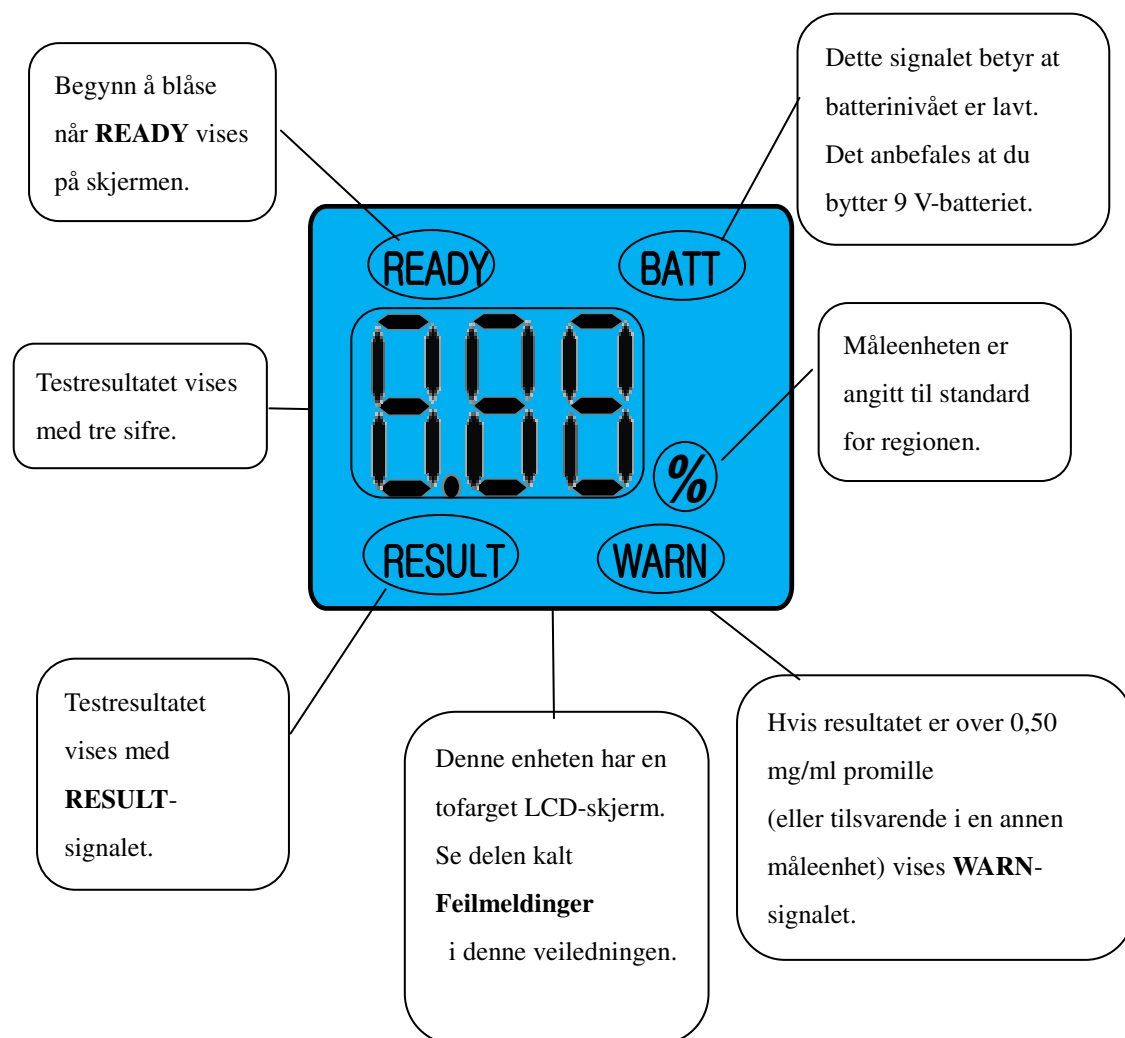 Begynn å blåse
når READY vises
på skjermen.
Dette signalet betyr at
batterinivået er lavt.
Det anbefales at du
bytter 9 V-batteriet.
READY
BATT
Testresultatet vises
med tre sifre.
8.88
%
Måleenheten er
angitt til standard
for regionen.
RESULT
WARN
Testresultatet
vises med
RESULT-
signalet.
Denne enheten har en
tofarget LCD-skjerm.
Se delen kalt
Feilmeldinger
i denne veiledningen.
Hvis resultatet er over 0,50
mg/ml promille
(eller tilsvarende i en annen
måleenhet) vises WARN-
signalet.